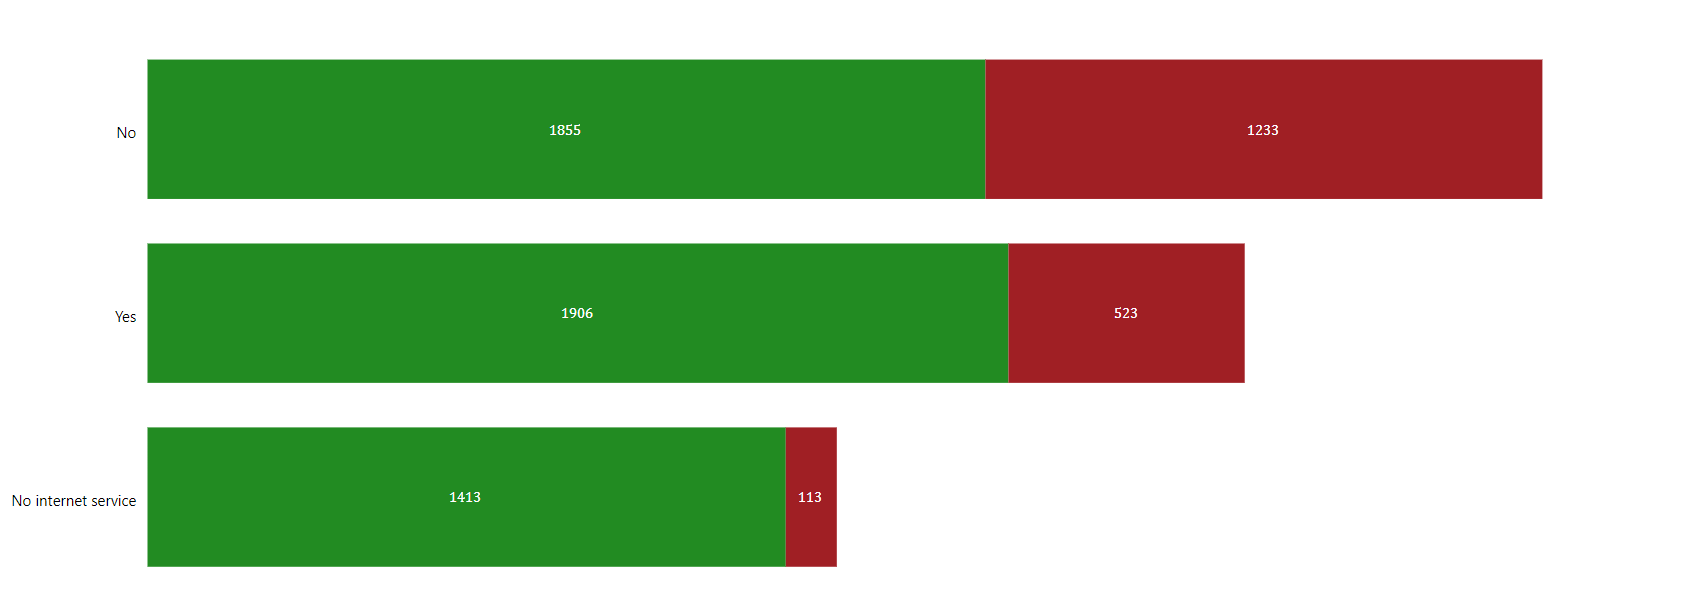 No 1855 1233
Yes 1906 523
No internet service 1413 113